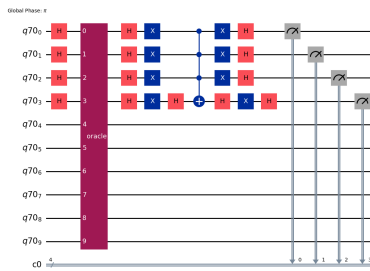 Global Phase: π
q70₀ H 0 H X X H
q70₁ H 1 H X X H
q70₂ H 2 H X X H
q70₃ H 3 H X H H X H
q70₄ 4
oracle
q70₅ 5
q70₆ 6
q70₇ 7
q70₈ 8
q70₉ 9
c0 4 0 1 2 3